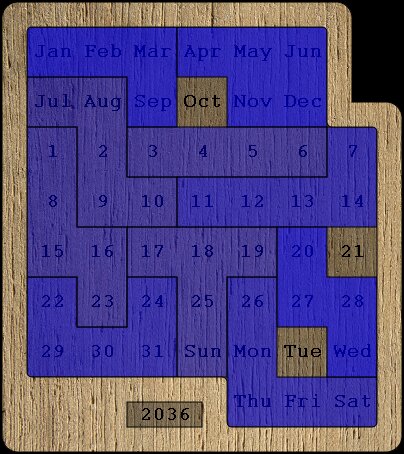 Jan Feb Mar Apr May Jun
Jul Aug Sep Oct Nov Dec
1 2 3 4 5 6 7
8 9 10 11 12 13 14
15 16 17 18 19 20 21
22 23 24 25 26 27 28
29 30 31 Sun Mon Tue Wed
Thu Fri Sat
2036